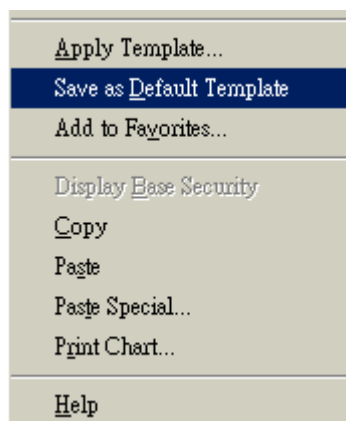 Apply Template...
Save as Default Template
Add to Favorites...
Display Base Security
Copy
Paste
Paste Special...
Print Chart...
Help